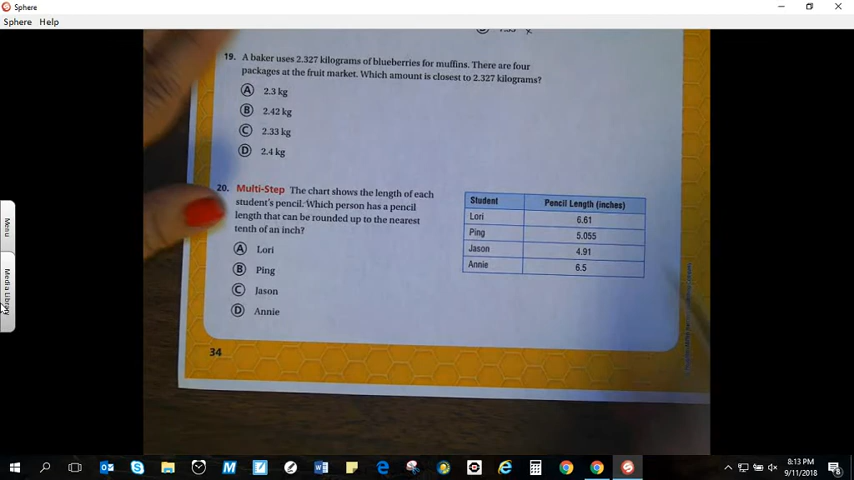 Sphere
Sphere Help
19. A baker uses 2.327 kilograms of blueberries for muffins. There are four
packages at the fruit market. Which amount is closest to 2.327 kilograms?
A 2.3 kg
B 2.42 kg
C 2.33 kg
D 2.4 kg
20. Multi-Step The chart shows the length of each
student's pencil. Which person has a pencil
length that can be rounded up to the nearest
tenth of an inch?
A Lori
B Ping
C Jason
D Annie
Student Pencil Length (inches)
Lori 6.61
Ping 5.055
Jason 4.91
Annie 6.5
34
Menu
Media Library
8:13 PM
9/11/2018